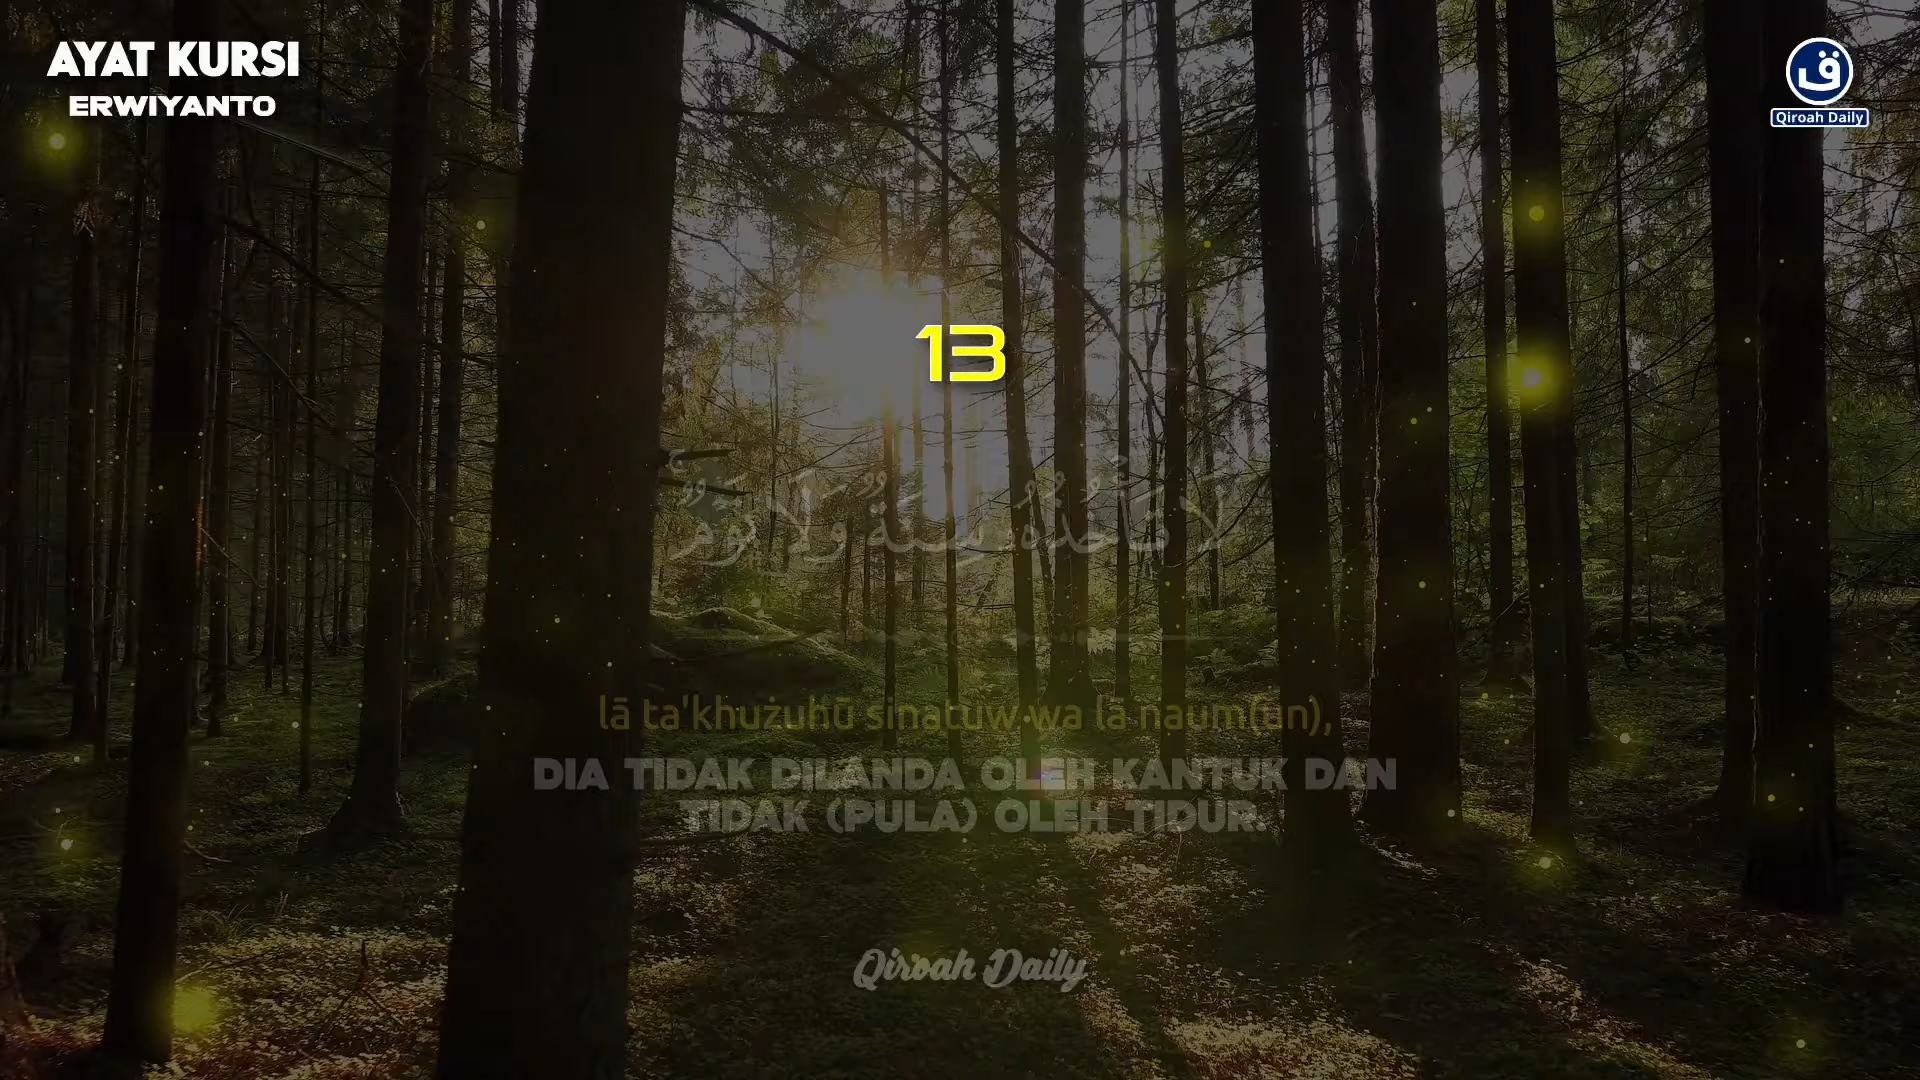 AYAT KURSI
ERWIYANTO
ق
Qiroah Daily
13
لَا تَأْخُذُهُۥ سِنَةٌ وَلَا نَوْمٌ ۚ
lā ta'khużuhū sinatuw wa lā naum(un),
DIA TIDAK DILANDA OLEH KANTUK DAN
TIDAK (PULA) OLEH TIDUR.
Qiroah Daily